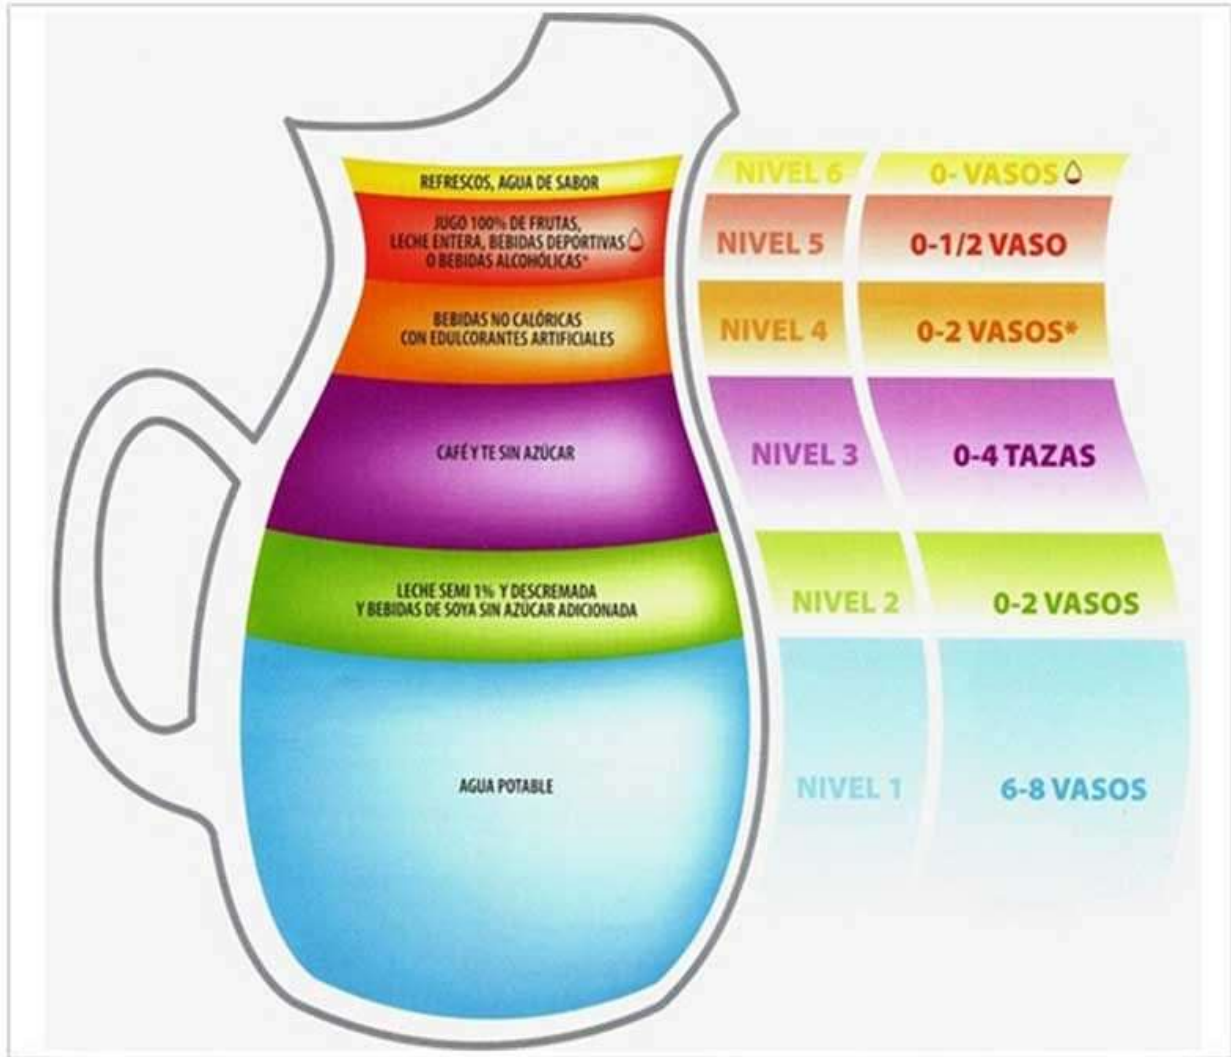 REFRESCOS, AGUA DE SABOR
NIVEL 6
0- VASOS
JUGO 100% DE FRUTAS,
LECHE ENTERA, BEBIDAS DEPORTIVAS
O BEBIDAS ALCOHÓLICAS*
NIVEL 5
0-1/2 VASO
BEBIDAS NO CALÓRICAS
CON EDULCORANTES ARTIFICIALES
NIVEL 4
0-2 VASOS*
CAFÉ Y TE SIN AZÚCAR
NIVEL 3
0-4 TAZAS
LECHE SEMI 1% Y DESCREMADA
Y BEBIDAS DE SOYA SIN AZÚCAR ADICIONADA
NIVEL 2
0-2 VASOS
AGUA POTABLE
NIVEL 1
6-8 VASOS